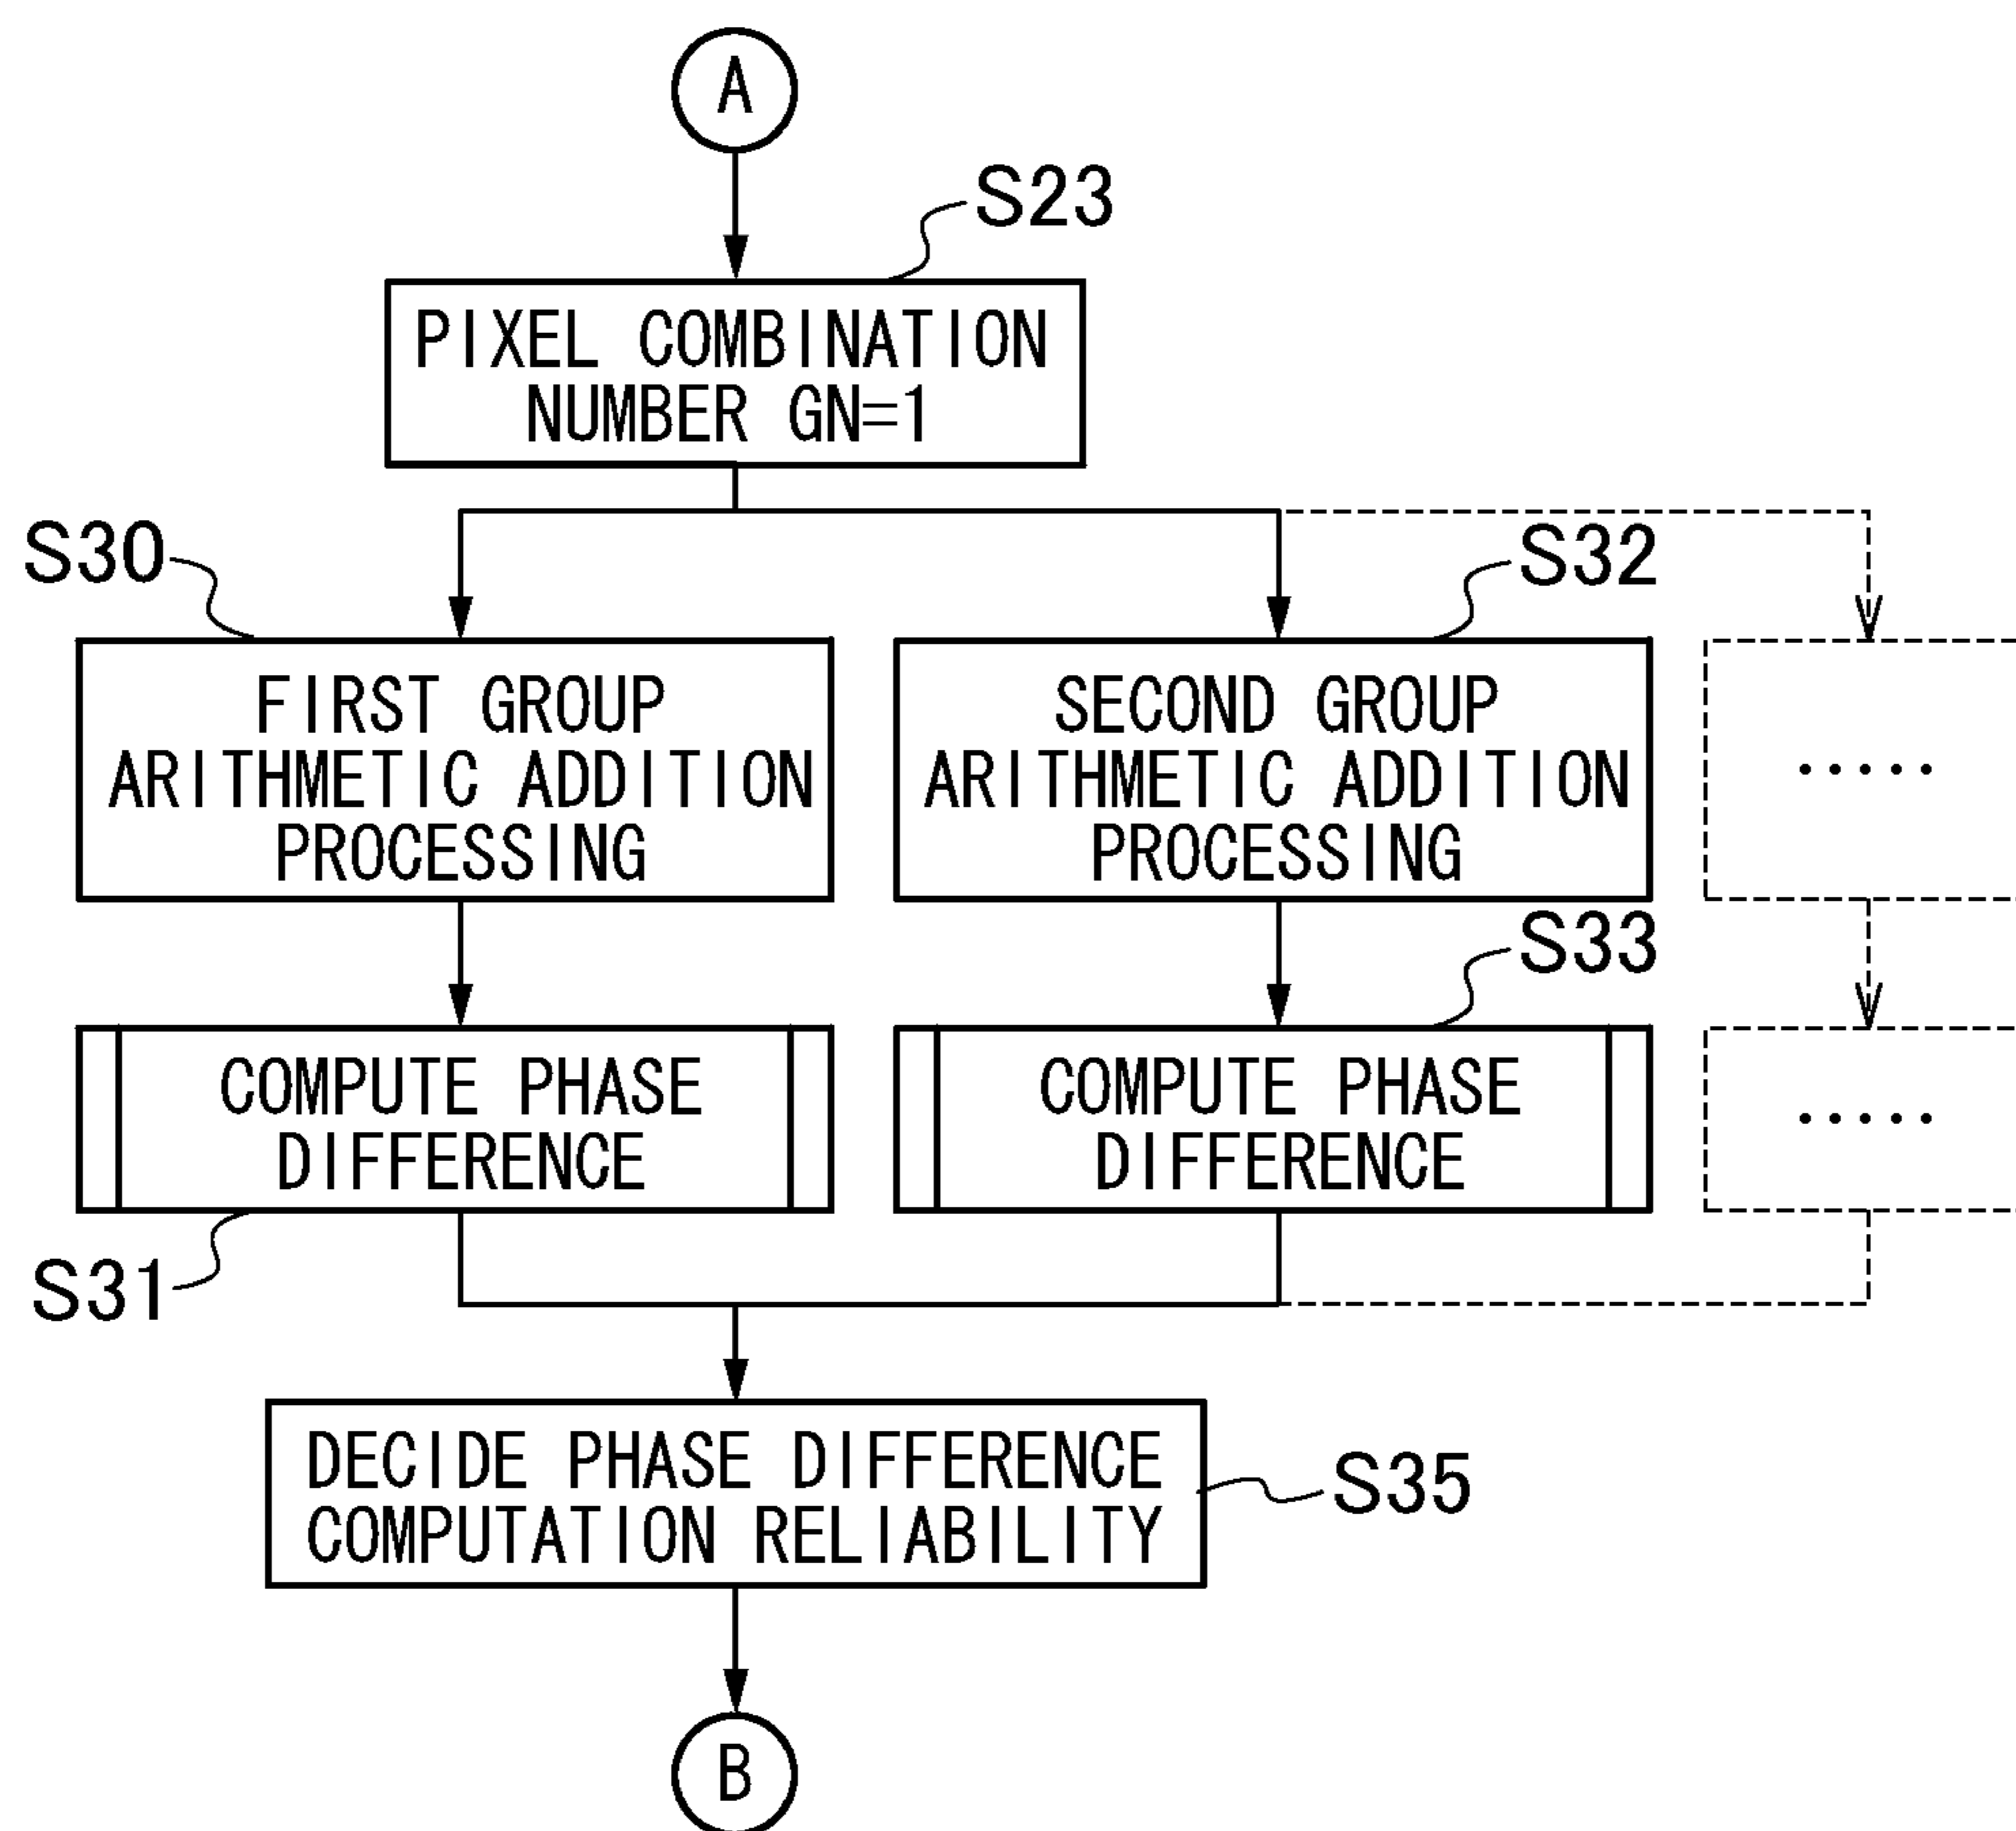 A
S23
PIXEL COMBINATION
NUMBER GN=1
S30
S32
FIRST GROUP
ARITHMETIC ADDITION
PROCESSING
SECOND GROUP
ARITHMETIC ADDITION
PROCESSING
.....
S33
COMPUTE PHASE
DIFFERENCE
COMPUTE PHASE
DIFFERENCE
.....
S31
DECIDE PHASE DIFFERENCE
COMPUTATION RELIABILITY
S35
B